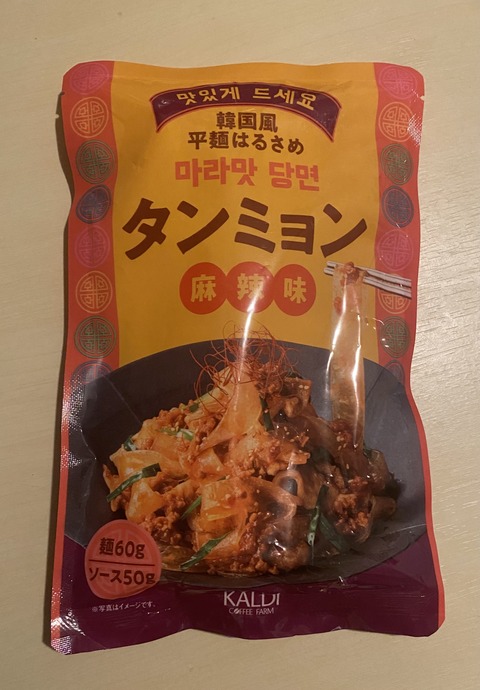 맛있게 드세요
韓国風
平麺はるさめ
마라맛 당면
タンミョン
麻辣味
麺60g
ソース50g
※写真はイメージです。
KALDI
COFFEE FARM